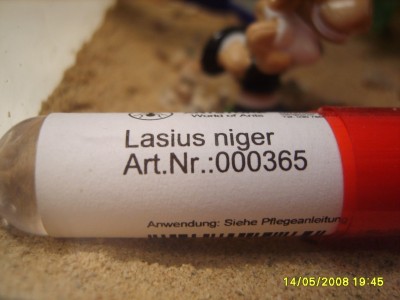 World of Ants
Lasius niger
Art.Nr.:000365
Anwendung: Siehe Pflegeanleitung
14/05/2008 19:45